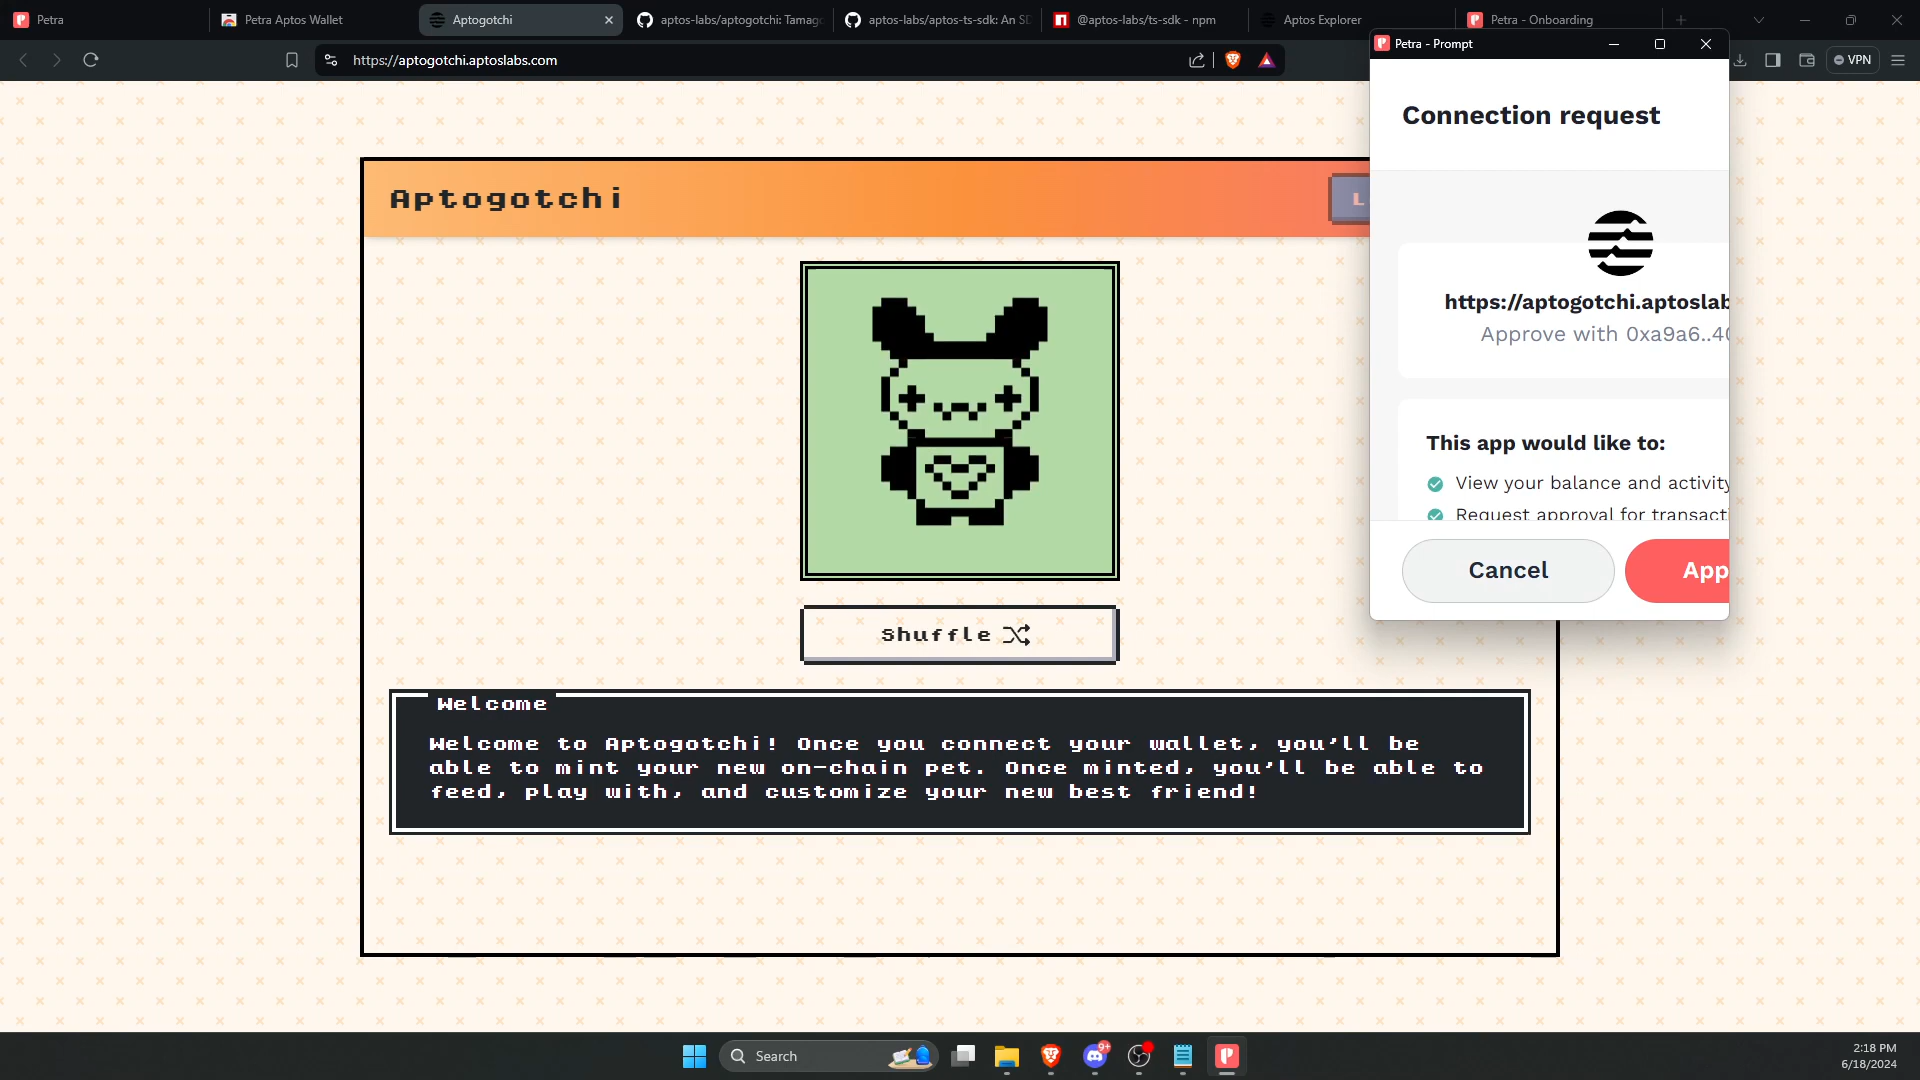 Petra
Petra Aptos Wallet
Aptogotchi
aptos-labs/aptogotchi: Tamag
aptos-labs/aptos-ts-sdk: An SD
@aptos-labs/ts-sdk - npm
Aptos Explorer
Petra - Onboarding
https://aptogotchi.aptoslabs.com
VPN
Petra - Prompt
Connection request
https://aptogotchi.aptoslab
Approve with 0xa9a6..40
This app would like to:
View your balance and activity
Request approval for transacti
Cancel
App
Aptogotchi
L
Shuffle
Welcome
Welcome to Aptogotchi! Once you connect your wallet, you'll be
able to mint your new on-chain pet. Once minted, you'll be able to
feed, play with, and customize your new best friend!
Search
9+
2:18 PM
6/18/2024